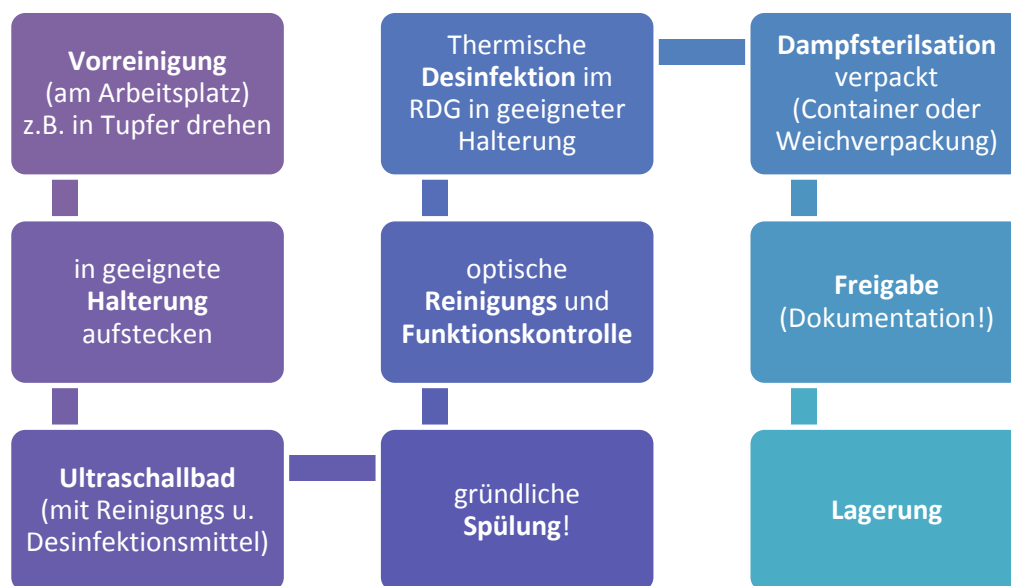 Vorreinigung
(am Arbeitsplatz)
z.B. in Tupfer drehen
in geeignete
Halterung
aufstecken
Ultraschallbad
(mit Reinigungs u.
Desinfektionsmittel)
gründliche
Spülung!
optische
Reinigungs und
Funktionskontrolle
Thermische
Desinfektion im
RDG in geeigneter
Halterung
Dampfsterilsation
verpackt
(Container oder
Weichverpackung)
Freigabe
(Dokumentation!)
Lagerung